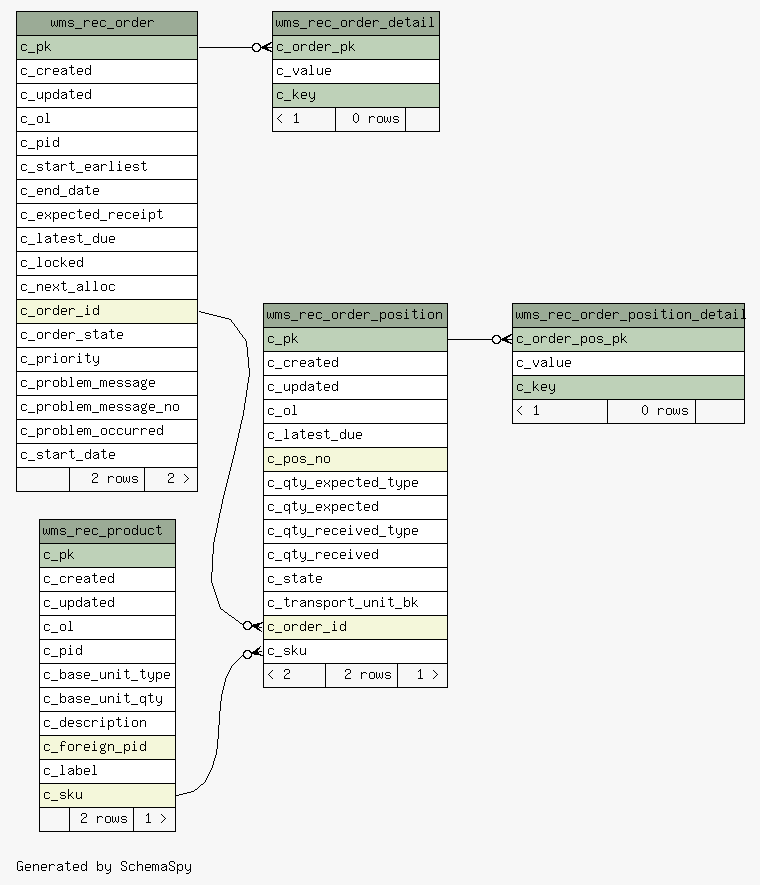 wms_rec_order
c_pk
c_created
c_updated
c_ol
c_pid
c_start_earliest
c_end_date
c_expected_receipt
c_latest_due
c_locked
c_next_alloc
c_order_id
c_order_state
c_priority
c_problem_message
c_problem_message_no
c_problem_occurred
c_start_date
2 rows 2 >
wms_rec_order_detail
c_order_pk
c_value
c_key
< 1 0 rows
wms_rec_order_position
c_pk
c_created
c_updated
c_ol
c_latest_due
c_pos_no
c_qty_expected_type
c_qty_expected
c_qty_received_type
c_qty_received
c_state
c_transport_unit_bk
c_order_id
c_sku
< 2 2 rows 1 >
wms_rec_order_position_detail
c_order_pos_pk
c_value
c_key
< 1 0 rows
wms_rec_product
c_pk
c_created
c_updated
c_ol
c_pid
c_base_unit_type
c_base_unit_qty
c_description
c_foreign_pid
c_label
c_sku
2 rows 1 >
Generated by SchemaSpy